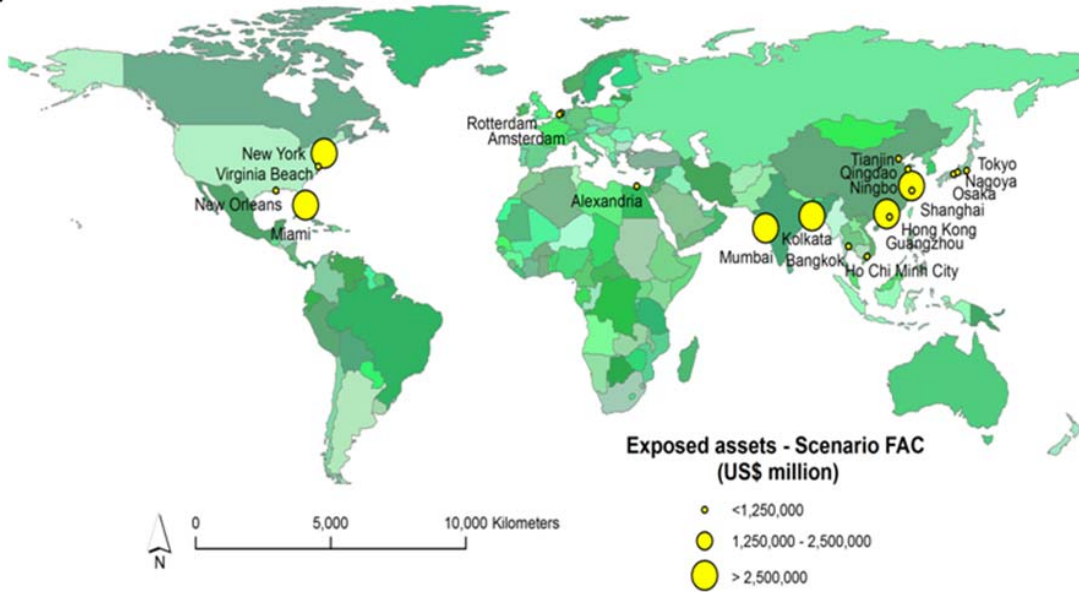 Rotterdam
Amsterdam
New York
Virginia Beach
New Orleans
Miami
Alexandria
Tianjin
Qingdao
Ningbo
Tokyo
Nagoya
Osaka
Shanghai
Hong Kong
Guangzhou
Mumbai
Kolkata
Bangkok
Ho Chi Minh City
Exposed assets - Scenario FAC
(US$ million)
<1,250,000
1,250,000 - 2,500,000
> 2,500,000
0 5,000 10,000 Kilometers
N